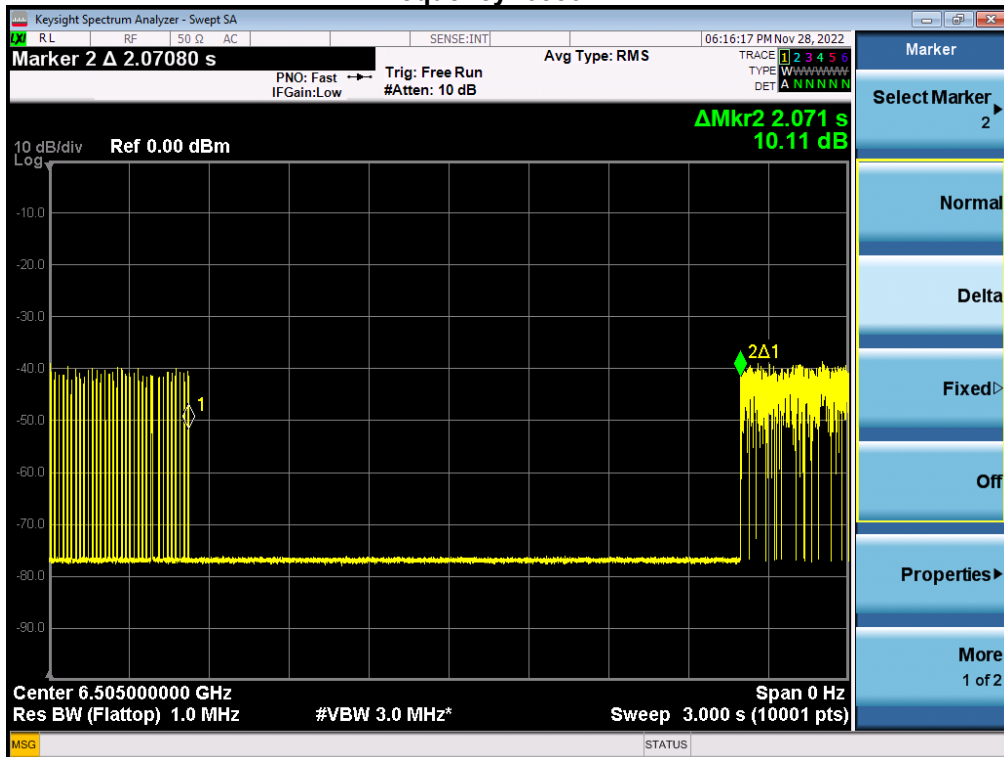 Keysight Spectrum Analyzer - Swept SA
LXI RL RF 50 Ω AC SENSE:INT 06:16:17 PM Nov 28, 2022
Marker 2 Δ 2.07080 s
PNO: Fast
IFGain:Low
Trig: Free Run
#Atten: 10 dB
Avg Type: RMS
TRACE 1 2 3 4 5 6
TYPE WWWWWW
DET A N N N N N
ΔMkr2 2.071 s
10.11 dB
10 dB/div Ref 0.00 dBm
Log
-10.0
-20.0
-30.0
-40.0
-50.0
-60.0
-70.0
-80.0
-90.0
1
2Δ1
Center 6.505000000 GHz
Span 0 Hz
Res BW (Flattop) 1.0 MHz
#VBW 3.0 MHz*
Sweep 3.000 s (10001 pts)
MSG
STATUS
Marker
Select Marker
2
Normal
Delta
Fixed
Off
Properties
More
1 of 2